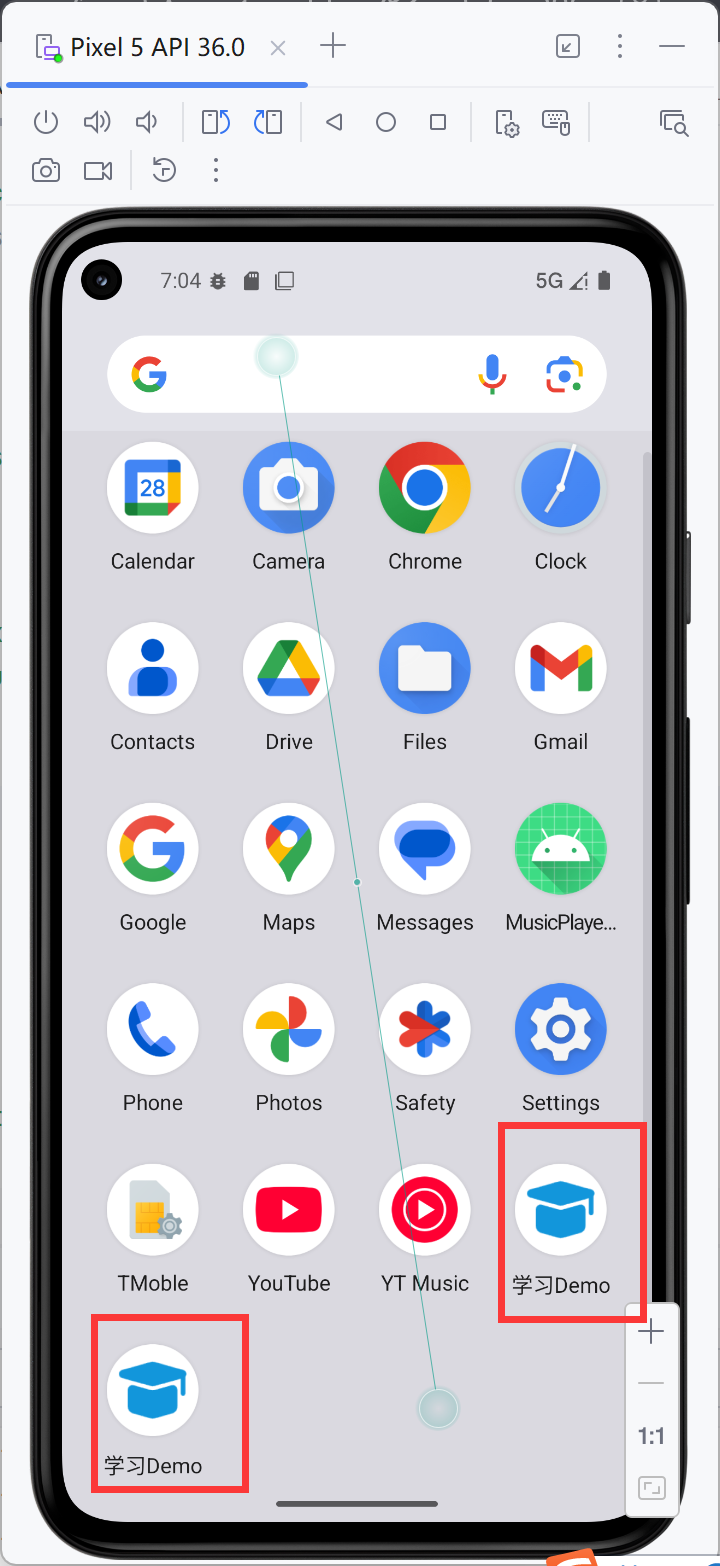 Pixel 5 API 36.0
7:04
5G
28
Calendar
Camera
Chrome
Clock
Contacts
Drive
Files
Gmail
Google
Maps
Messages
MusicPlaye...
Phone
Photos
Safety
Settings
TMoble
YouTube
YT Music
学习Demo
学习Demo
1:1